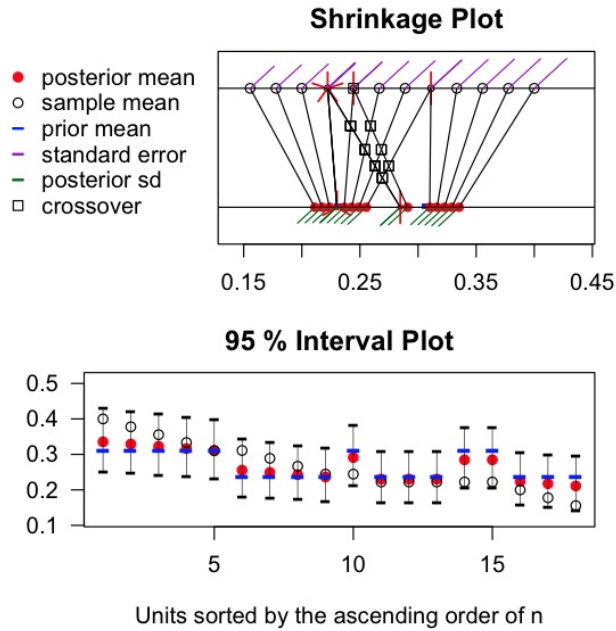 Shrinkage Plot
posterior mean
sample mean
prior mean
standard error
posterior sd
crossover
0.15 0.25 0.35 0.45
95 % Interval Plot
0.5
0.4
0.3
0.2
0.1
5 10 15
Units sorted by the ascending order of n